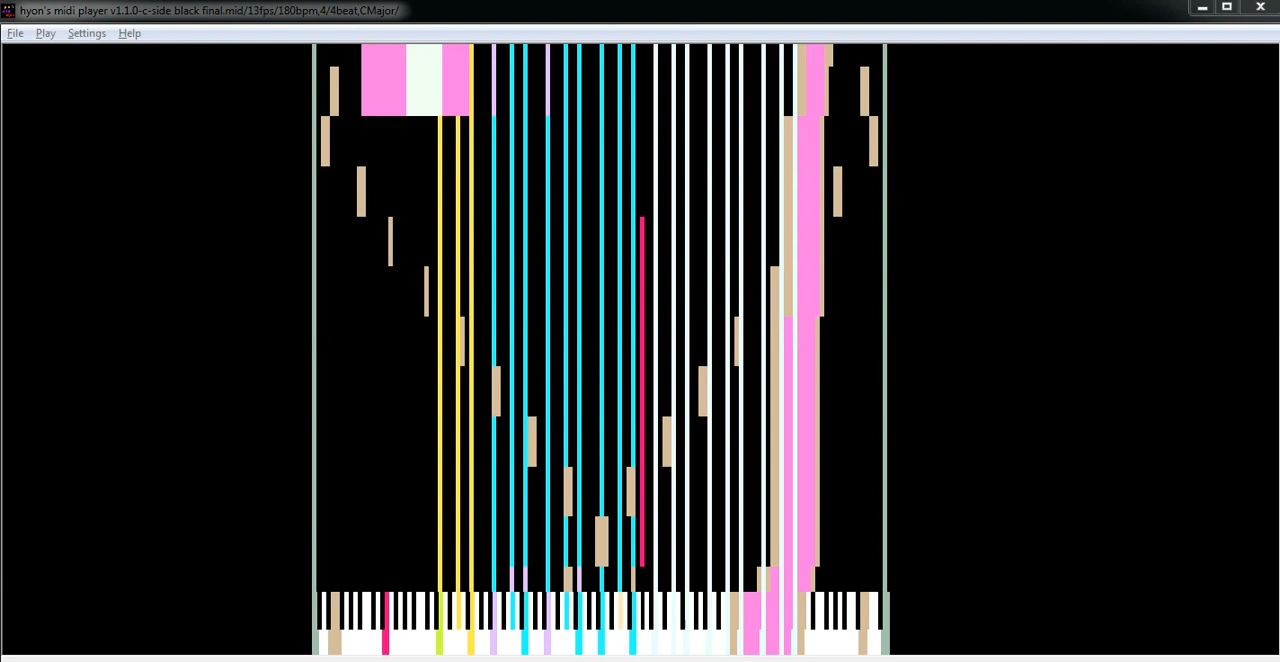 hyon's midi player v1.1.0-c-side black final.mid/13fps/180bpm,4/4beat,CMajor/
File Play Settings Help